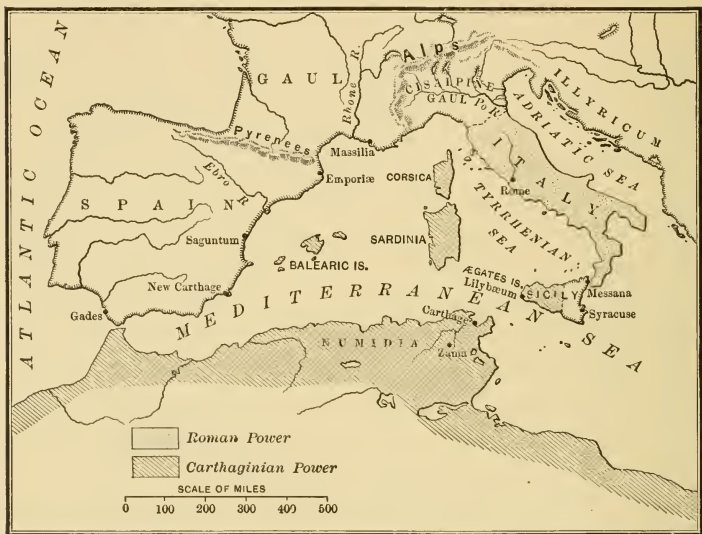 ATLANTIC OCEAN
GAUL
Rhone R.
Alps
CISALPINE
GAUL Po R.
ILLYRICUM
ADRIATIC SEA
ITALY
Pyrenees
Massilia
Emporiæ
Ebro R.
CORSICA
Rome
SPAIN
TYRRHENIAN
SEA
Saguntum
SARDINIA
BALEARIC IS.
ÆGATES IS.
Lilybæum
SICILY
Messana
Syracuse
New Carthage
Gades
MEDITERRANEAN SEA
Carthage
NUMIDIA
Zama
Roman Power
Carthaginian Power
SCALE OF MILES
0 100 200 300 400 500